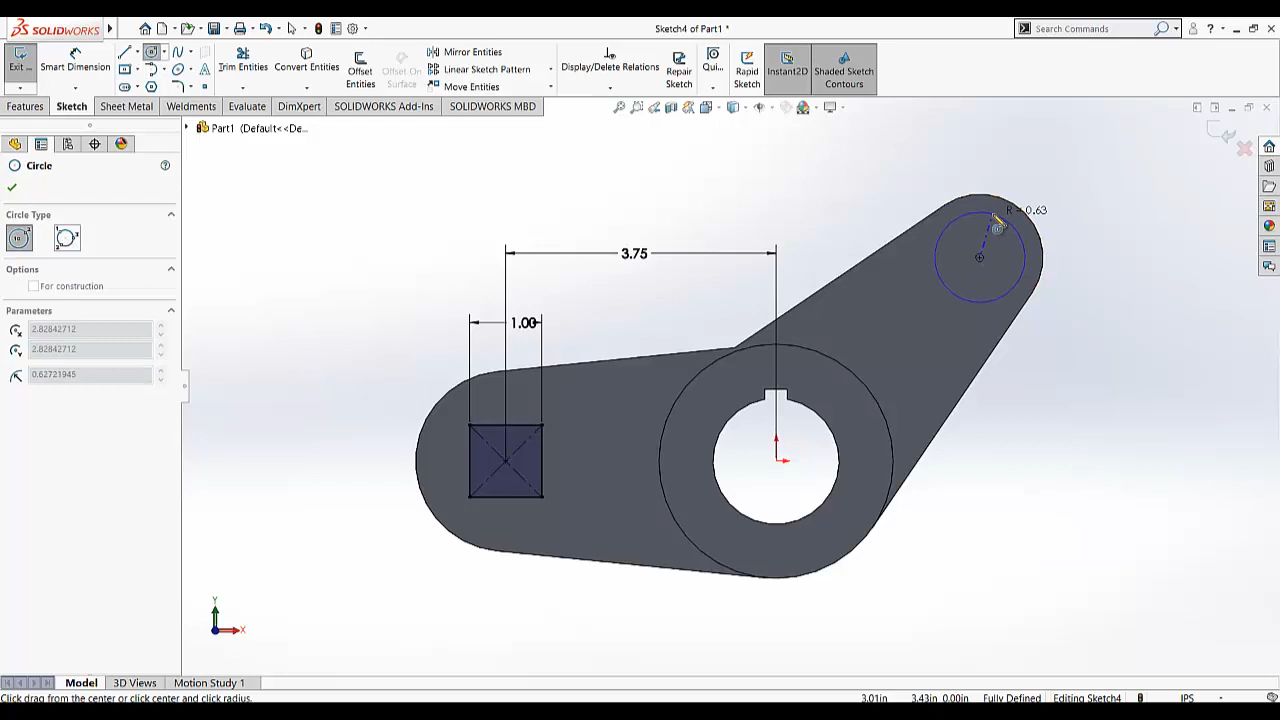 SOLIDWORKS
Sketch4 of Part1 *
Search Commands
Exit ...
Smart Dimension
Trim Entities
Convert Entities
Offset Entities
Offset On Surface
Mirror Entities
Linear Sketch Pattern
Move Entities
Display/Delete Relations
Repair Sketch
Qui...
Rapid Sketch
Instant2D
Shaded Sketch Contours
Features
Sketch
Sheet Metal
Weldments
Evaluate
DimXpert
SOLIDWORKS Add-Ins
SOLIDWORKS MBD
Part1 (Default<<De...
Circle
Circle Type
Options
For construction
Parameters
2.82842712
2.82842712
0.62721945
R = 0.63
3.75
1.00
Y
X
Model
3D Views
Motion Study 1
Click drag from the center or click center and click radius.
3.01in
3.43in
0.00in
Fully Defined
Editing Sketch4
IPS